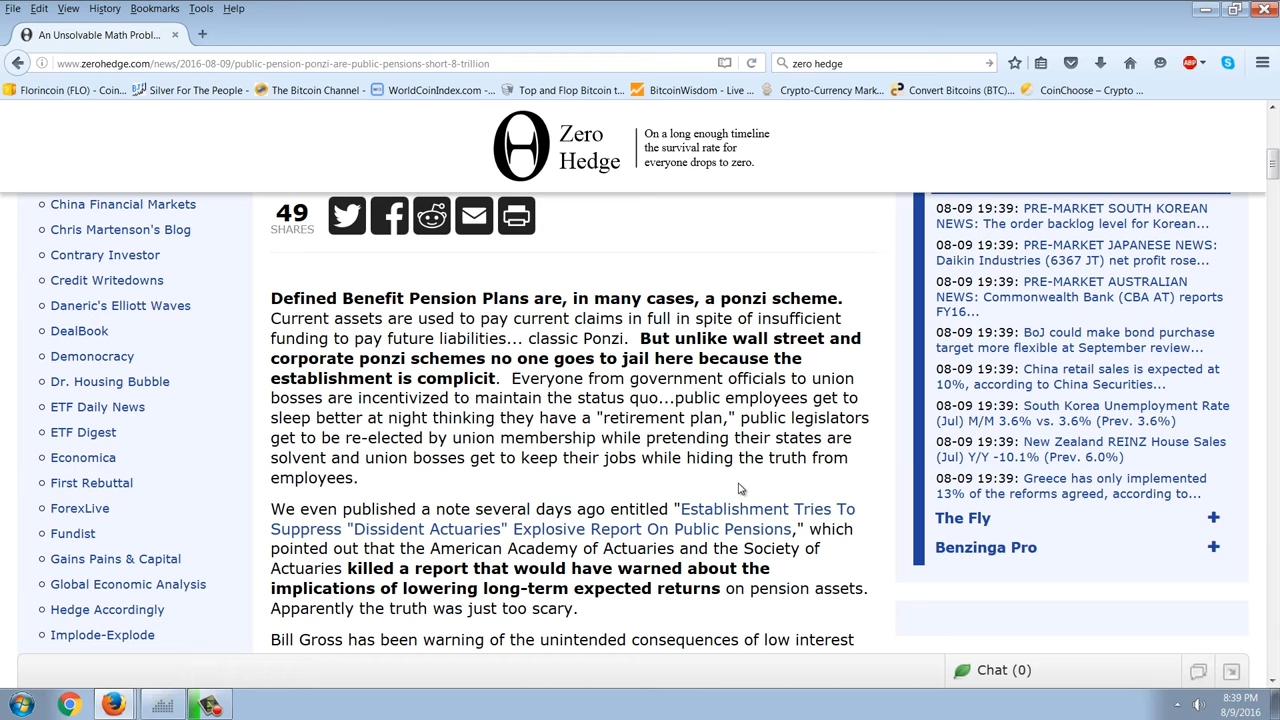 File Edit View History Bookmarks Tools Help
An Unsolvable Math Probl...
www.zerohedge.com/news/2016-08-09/public-pension-ponzi-are-public-pensions-short-8-trillion
zero hedge
Florincoin (FLO) - Coin...
Silver For The People - ...
The Bitcoin Channel - ...
WorldCoinIndex.com - ...
Top and Flop Bitcoin t...
BitcoinWisdom - Live ...
Crypto-Currency Mark...
Convert Bitcoins (BTC)...
CoinChoose – Crypto ...
Zero
Hedge
On a long enough timeline
the survival rate for
everyone drops to zero.
China Financial Markets
Chris Martenson's Blog
Contrary Investor
Credit Writedowns
Daneric's Elliott Waves
DealBook
Demonocracy
Dr. Housing Bubble
ETF Daily News
ETF Digest
Economica
First Rebuttal
ForexLive
Fundist
Gains Pains & Capital
Global Economic Analysis
Hedge Accordingly
Implode-Explode
49
SHARES
Defined Benefit Pension Plans are, in many cases, a ponzi scheme.
Current assets are used to pay current claims in full in spite of insufficient
funding to pay future liabilities... classic Ponzi. But unlike wall street and
corporate ponzi schemes no one goes to jail here because the
establishment is complicit. Everyone from government officials to union
bosses are incentivized to maintain the status quo...public employees get to
sleep better at night thinking they have a "retirement plan," public legislators
get to be re-elected by union membership while pretending their states are
solvent and union bosses get to keep their jobs while hiding the truth from
employees.
We even published a note several days ago entitled "Establishment Tries To
Suppress "Dissident Actuaries" Explosive Report On Public Pensions," which
pointed out that the American Academy of Actuaries and the Society of
Actuaries killed a report that would have warned about the
implications of lowering long-term expected returns on pension assets.
Apparently the truth was just too scary.
Bill Gross has been warning of the unintended consequences of low interest
08-09 19:39: PRE-MARKET SOUTH KOREAN
NEWS: The order backlog level for Korean...
08-09 19:39: PRE-MARKET JAPANESE NEWS:
Daikin Industries (6367 JT) net profit rose...
08-09 19:39: PRE-MARKET AUSTRALIAN
NEWS: Commonwealth Bank (CBA AT) reports
FY16...
08-09 19:39: BoJ could make bond purchase
target more flexible at September review...
08-09 19:39: China retail sales is expected at
10%, according to China Securities...
08-09 19:39: South Korea Unemployment Rate
(Jul) M/M 3.6% vs. 3.6% (Prev. 3.6%)
08-09 19:39: New Zealand REINZ House Sales
(Jul) Y/Y -10.1% (Prev. 6.0%)
08-09 19:39: Greece has only implemented
13% of the reforms agreed, according to...
The Fly +
Benzinga Pro +
Chat (0)
8:39 PM
8/9/2016